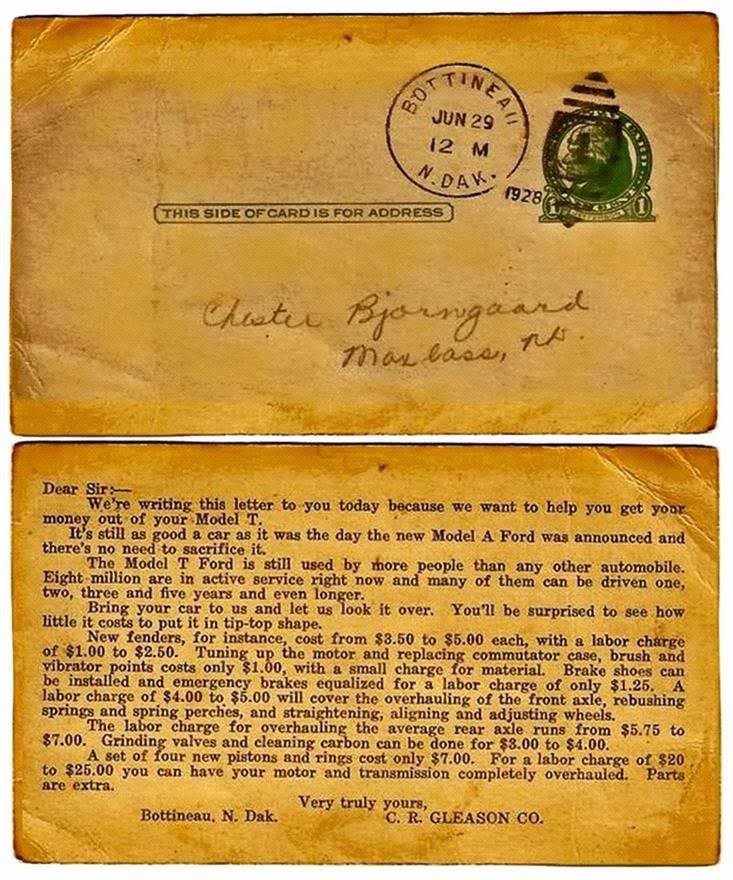 BOTTINEAU
JUN 29
12 M
N. DAK.
1928
1
1
THIS SIDE OF CARD IS FOR ADDRESS
Chester Bjorngaard
Maxbass, ND.
Dear Sir:—
We're writing this letter to you today because we want to help you get your
money out of your Model T.
It's still as good a car as it was the day the new Model A Ford was announced and
there's no need to sacrifice it.
The Model T Ford is still used by more people than any other automobile.
Eight million are in active service right now and many of them can be driven one,
two, three and five years and even longer.
Bring your car to us and let us look it over. You'll be surprised to see how
little it costs to put it in tip-top shape.
New fenders, for instance, cost from $3.50 to $5.00 each, with a labor charge
of $1.00 to $2.50. Tuning up the motor and replacing commutator case, brush and
vibrator points costs only $1.00, with a small charge for material. Brake shoes can
be installed and emergency brakes equalized for a labor charge of only $1.25. A
labor charge of $4.00 to $5.00 will cover the overhauling of the front axle, rebushing
springs and spring perches, and straightening, aligning and adjusting wheels.
The labor charge for overhauling the average rear axle runs from $5.75 to
$7.00. Grinding valves and cleaning carbon can be done for $3.00 to $4.00.
A set of four new pistons and rings cost only $7.00. For a labor charge of $20
to $25.00 you can have your motor and transmission completely overhauled. Parts
are extra.
Very truly yours,
Bottineau, N. Dak. C. R. GLEASON CO.